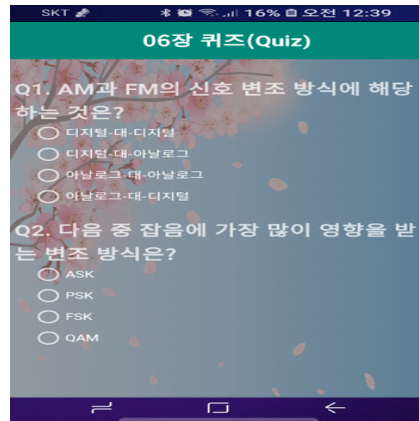 SKT 16% 오전 12:39
06장 퀴즈(Quiz)
Q1. AM과 FM의 신호 변조 방식에 해당
하는 것은?
디지털-대-디지털
디지털-대-아날로그
아날로그-대-아날로그
아날로그-대-디지털
Q2. 다음 중 잡음에 가장 많이 영향을 받
는 변조 방식은?
ASK
PSK
FSK
QAM